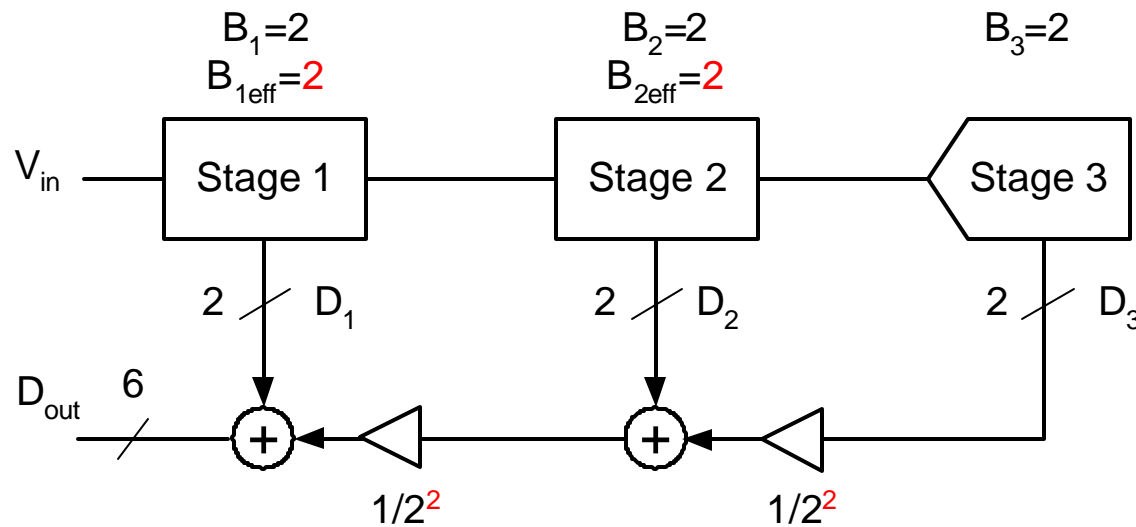 B₁=2 B₂=2 B₃=2
B₁eff=2 B₂eff=2
Vin Stage 1 Stage 2 Stage 3
2 D₁ 2 D₂ 2 D₃
Dout 6 + +
1/2² 1/2²